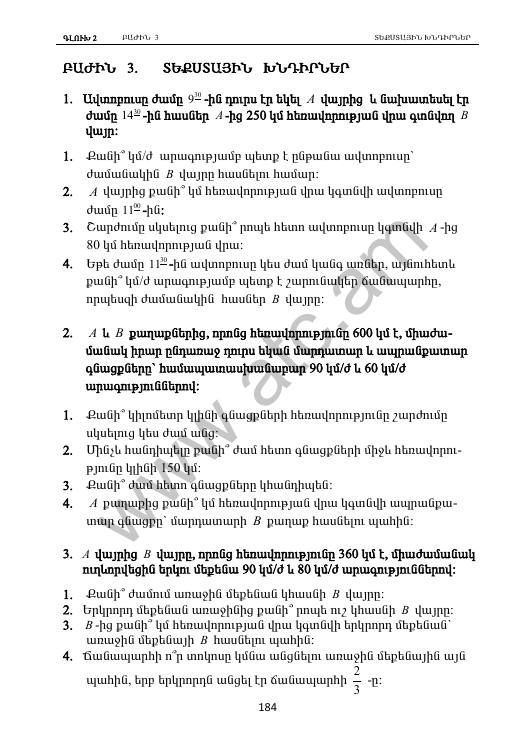 ԳԼՈՒԽ 2 ԲԱԺԻՆ 3 ՏԵՔՍՏԱՅԻՆ ԽՆԴԻՐՆԵՐ
ԲԱԺԻՆ 3. ՏԵՔՍՏԱՅԻՆ ԽՆԴԻՐՆԵՐ
1. Ավտոբուսը ժամը 9³⁰-ին դուրս էր եկել A վայրից և նախատեսել էր
ժամը 14³⁰-ին հասներ A-ից 250 կմ հեռավորության վրա գտնվող B
վայր:
1. Քանի՞ կմ/ժ արագությամբ պետք է ընթանա ավտոբուսը՝
ժամանակին B վայրը հասնելու համար:
2. A վայրից քանի՞ կմ հեռավորության վրա կգտնվի ավտոբուսը
ժամը 11⁰⁰-ին:
3. Շարժումը սկսելուց քանի՞ րոպե հետո ավտոբուսը կգտնվի A-ից
80 կմ հեռավորության վրա:
4. Եթե ժամը 11³⁰-ին ավտոբուսը կես ժամ կանգ առներ, այնուհետև
քանի՞ կմ/ժ արագությամբ պետք է շարունակեր ճանապարհը,
որպեսզի ժամանակին հասներ B վայրը:
2. A և B քաղաքներից, որոնց հեռավորությունը 600 կմ է, միաժա-
մանակ իրար ընդառաջ դուրս եկան մարդատար և ապրանքատար
գնացքները՝ համապատասխանաբար 90 կմ/ժ և 60 կմ/ժ
արագություններով:
1. Քանի՞ կիլոմետր կլինի գնացքների հեռավորությունը շարժումը
սկսելուց կես ժամ անց:
2. Մինչև հանդիպելը քանի՞ ժամ հետո գնացքների միջև հեռավորու-
թյունը կլինի 150 կմ:
3. Քանի՞ ժամ հետո գնացքները կհանդիպեն:
4. A քաղաքից քանի՞ կմ հեռավորության վրա կգտնվի ապրանքա-
տար գնացքը՝ մարդատարի B քաղաք հասնելու պահին:
3. A վայրից B վայրը, որոնց հեռավորությունը 360 կմ է, միաժամանակ
ուղևորվեցին երկու մեքենա 90 կմ/ժ և 80 կմ/ժ արագություններով:
1. Քանի՞ ժամում առաջին մեքենան կհասնի B վայրը:
2. Երկրորդ մեքենան առաջինից քանի՞ րոպե ուշ կհասնի B վայրը:
3. B-ից քանի՞ կմ հեռավորության վրա կգտնվի երկրորդ մեքենան՝
առաջին մեքենայի B հասնելու պահին:
4. Ճանապարհի ո՞ր տոկոսը կմնա անցնելու առաջին մեքենային այն
պահին, երբ երկրորդն անցել էր ճանապարհի 2/3-ը:
184
www.atc.am